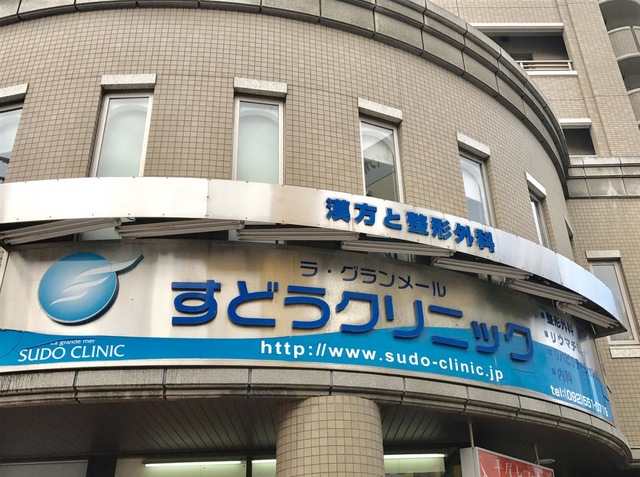 漢方と整形外科
ラ・グランメール
すどうクリニック
La grande mer
SUDO CLINIC
http://www.sudo-clinic.jp
整形外科
リウマチ
内科